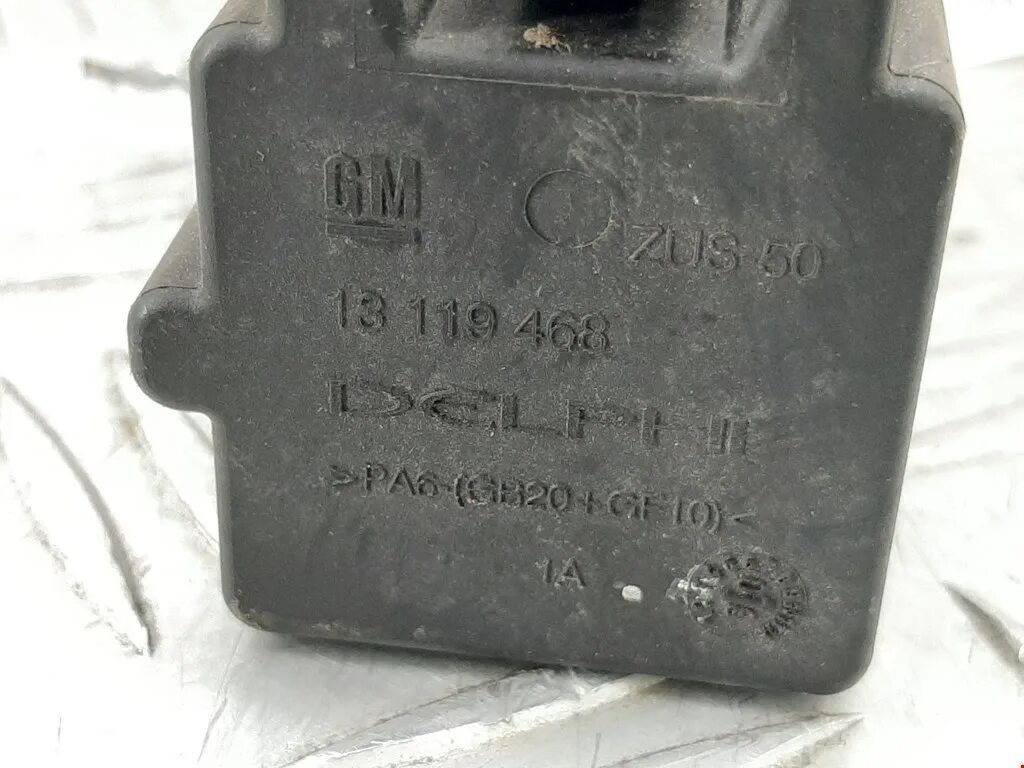 GM
ZUS 50
13 119 468
DELPHI
>PA6-(GB20+GF10)<
1A